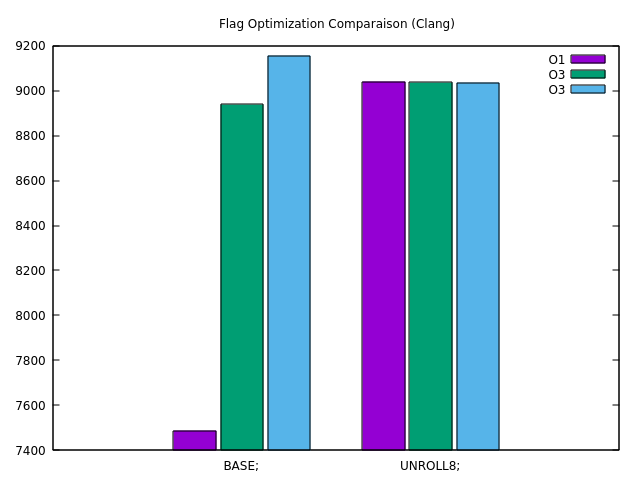 Flag Optimization Comparaison (Clang)
9200
9000
8800
8600
8400
8200
8000
7800
7600
7400
O1
O3
O3
BASE;
UNROLL8;